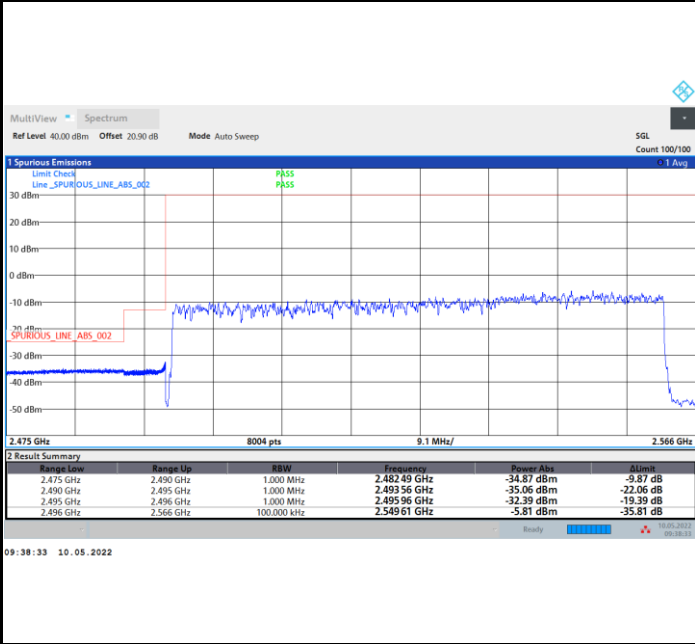 MultiView Spectrum
Ref Level 40.00 dBm Offset 20.90 dB Mode Auto Sweep SGL
Count 100/100
1 Spurious Emissions 1 Avg
Limit Check PASS
Line _SPURIOUS_LINE_ABS_002 PASS
30 dBm
20 dBm
10 dBm
0 dBm
-10 dBm
-20 dBm
_SPURIOUS_LINE_ABS_002
-30 dBm
-40 dBm
-50 dBm
2.475 GHz 8004 pts 9.1 MHz/ 2.566 GHz
2 Result Summary
Range Low Range Up RBW Frequency Power Abs ΔLimit
2.475 GHz 2.490 GHz 1.000 MHz 2.482 49 GHz -34.87 dBm -9.87 dB
2.490 GHz 2.495 GHz 1.000 MHz 2.493 56 GHz -35.06 dBm -22.06 dB
2.495 GHz 2.496 GHz 1.000 MHz 2.495 96 GHz -32.39 dBm -19.39 dB
2.496 GHz 2.566 GHz 100.000 kHz 2.549 61 GHz -5.81 dBm -35.81 dB
Ready 10.05.2022
09:38:33
09:38:33 10.05.2022